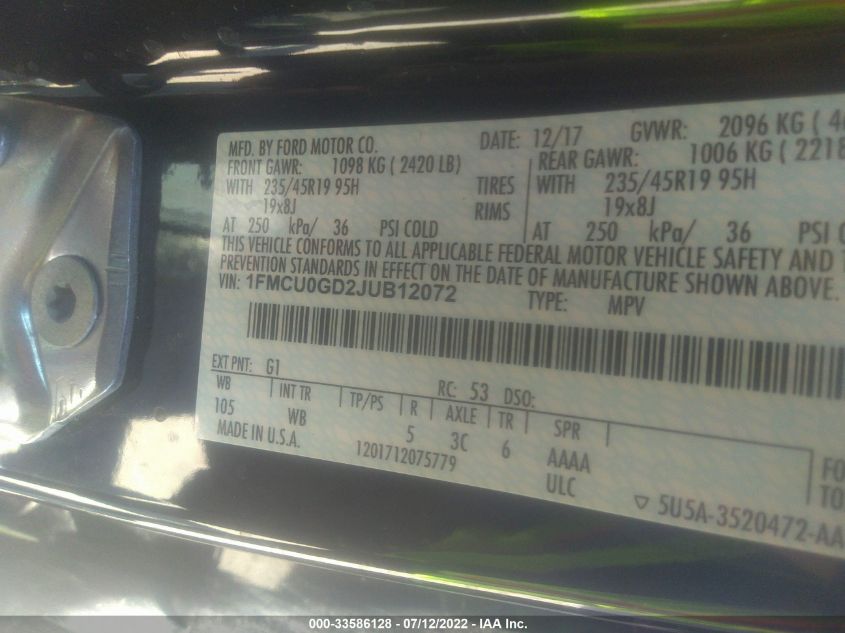 MFD. BY FORD MOTOR CO. DATE: 12/17 GVWR: 2096 KG ( 46
FRONT GAWR: 1098 KG ( 2420 LB) REAR GAWR: 1006 KG ( 2218
WITH 235/45R19 95H TIRES WITH 235/45R19 95H
19x8J RIMS 19x8J
AT 250 kPa/ 36 PSI COLD AT 250 kPa/ 36 PSI
THIS VEHICLE CONFORMS TO ALL APPLICABLE FEDERAL MOTOR VEHICLE SAFETY AND
PREVENTION STANDARDS IN EFFECT ON THE DATE OF MANUFACTURE SHOWN ABOVE.
VIN: 1FMCU0GD2JUB12072 TYPE: MPV
EXT PNT: G1 RC: 53 DSO:
WB INT TR TP/PS R AXLE TR SPR
105 WB 5 3C 6 AAAA
MADE IN U.S.A. 1201712075779 ULC
5U5A-3520472-AA
000-33586128 - 07/12/2022 - IAA Inc.